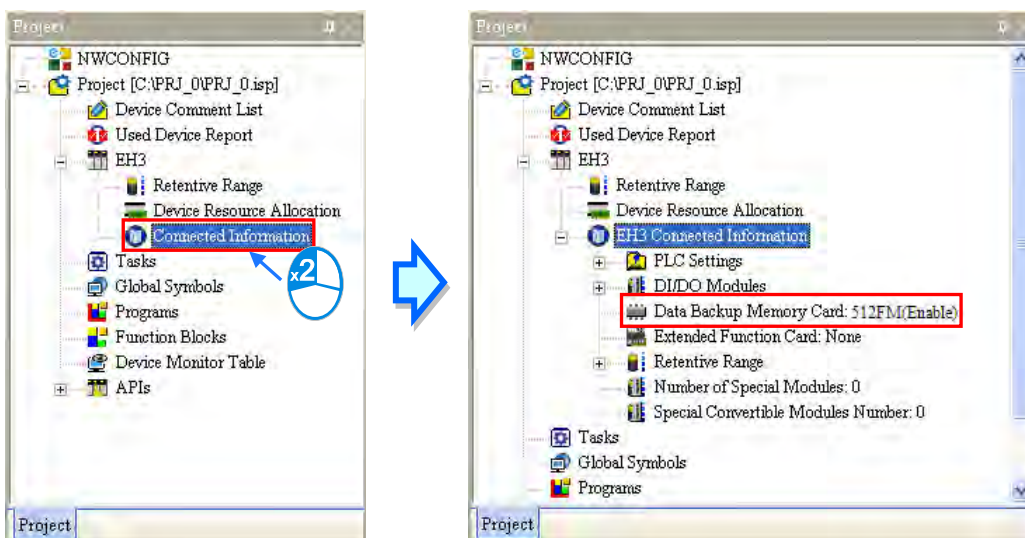 Project
NWCONFIG
Project [C:\PRJ_0\PRJ_0.isp]
Device Comment List
Used Device Report
EH3
Retentive Range
Device Resource Allocation
Connected Information
Tasks
x2
Global Symbols
Programs
Function Blocks
Device Monitor Table
APIs
Project
Project
NWCONFIG
Project [C:\PRJ_0\PRJ_0.isp]
Device Comment List
Used Device Report
EH3
Retentive Range
Device Resource Allocation
EH3 Connected Information
PLC Settings
DI/DO Modules
Data Backup Memory Card: 512FM(Enable)
Extended Function Card: None
Retentive Range
Number of Special Modules: 0
Special Convertible Modules Number: 0
Tasks
Global Symbols
Programs
Project